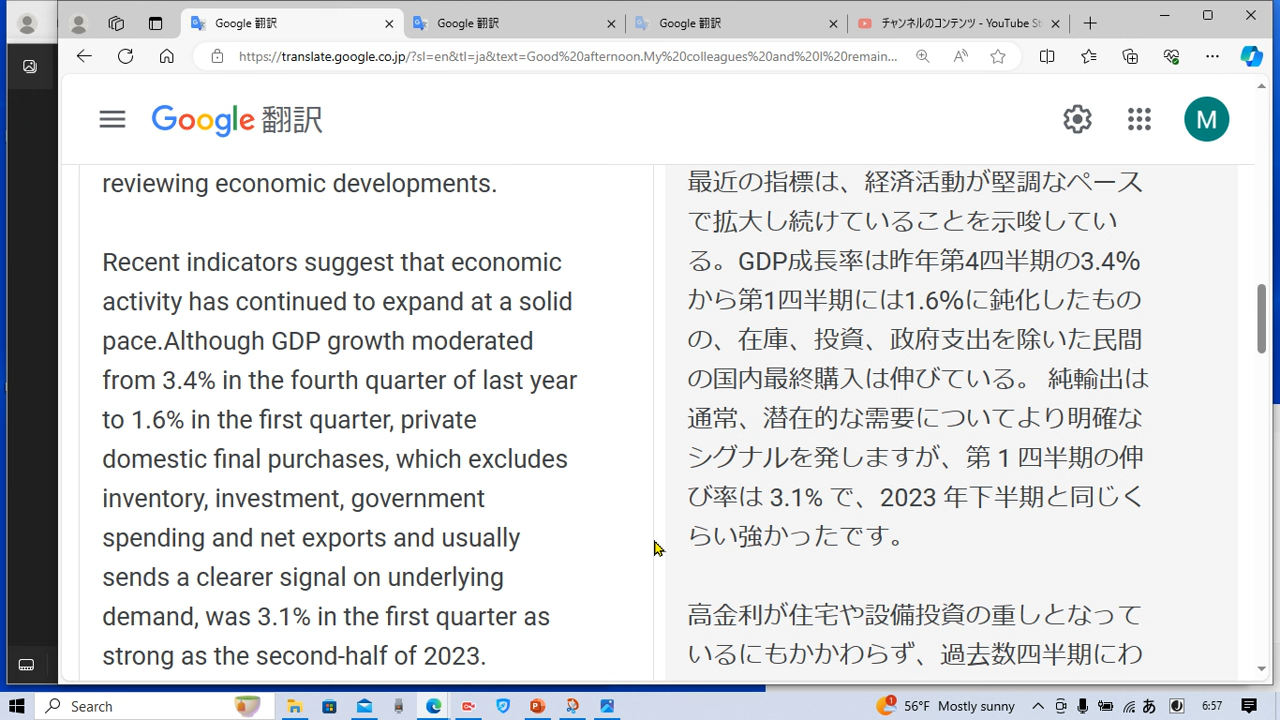 Google 翻訳
Google 翻訳
Google 翻訳
チャンネルのコンテンツ - YouTube St
https://translate.google.co.jp/?sl=en&tl=ja&text=Good%20afternoon.My%20colleagues%20and%20I%20remain...
Google 翻訳
M
reviewing economic developments.
Recent indicators suggest that economic
activity has continued to expand at a solid
pace.Although GDP growth moderated
from 3.4% in the fourth quarter of last year
to 1.6% in the first quarter, private
domestic final purchases, which excludes
inventory, investment, government
spending and net exports and usually
sends a clearer signal on underlying
demand, was 3.1% in the first quarter as
strong as the second-half of 2023.
最近の指標は、経済活動が堅調なペース
で拡大し続けていることを示唆してい
る。GDP成長率は昨年第4四半期の3.4%
から第1四半期には1.6%に鈍化したもの
の、在庫、投資、政府支出を除いた民間
の国内最終購入は伸びている。 純輸出は
通常、潜在的な需要についてより明確な
シグナルを発しますが、第 1 四半期の伸
び率は 3.1% で、2023 年下半期と同じく
らい強かったです。
高金利が住宅や設備投資の重しとなって
いるにもかかわらず、過去数四半期にわ
Search
1
56°F Mostly sunny
あ
6:57